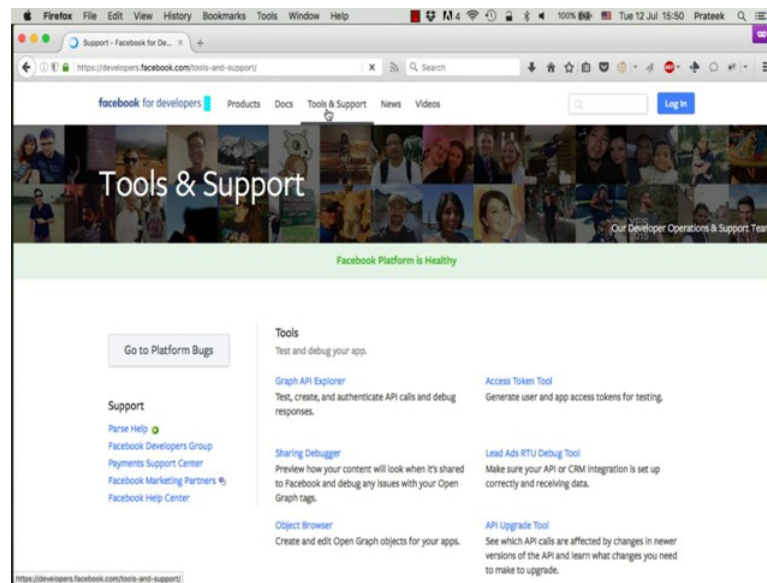 Firefox File Edit View History Bookmarks Tools Window Help 4 100% Tue 12 Jul 15:50 Prateek
Support - Facebook for De...
https://developers.facebook.com/tools-and-support/ Search
facebook for developers Products Docs Tools & Support News Videos Log In
Tools & Support
Our Developer Operations & Support Team
Facebook Platform is Healthy
Go to Platform Bugs
Support
Parse Help
Facebook Developers Group
Payments Support Center
Facebook Marketing Partners
Facebook Help Center
Tools
Test and debug your app.
Graph API Explorer
Test, create, and authenticate API calls and debug
responses.
Access Token Tool
Generate user and app access tokens for testing.
Sharing Debugger
Preview how your content will look when it's shared
to Facebook and debug any issues with your Open
Graph tags.
Lead Ads RTU Debug Tool
Make sure your API or CRM integration is set up
correctly and receiving data.
Object Browser
Create and edit Open Graph objects for your apps.
API Upgrade Tool
See which API calls are affected by changes in newer
versions of the API and learn what changes you need
to make to upgrade.
https://developers.facebook.com/tools-and-support/